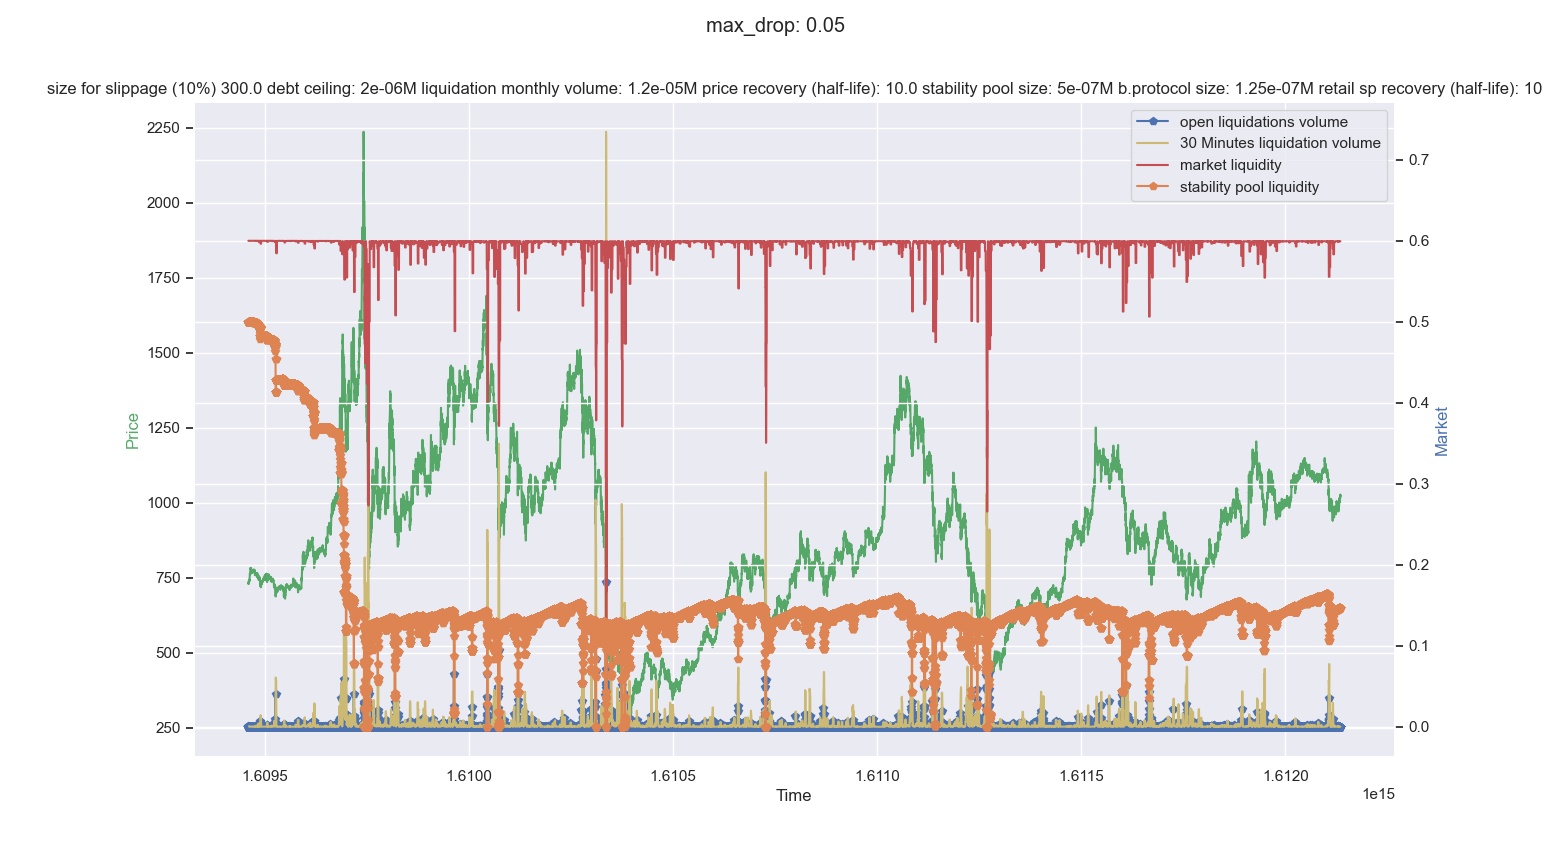 max_drop: 0.05
size for slippage (10%) 300.0 debt ceiling: 2e-06M liquidation monthly volume: 1.2e-05M price recovery (half-life): 10.0 stability pool size: 5e-07M b.protocol size: 1.25e-07M retail sp recovery (half-life): 10
open liquidations volume
30 Minutes liquidation volume
market liquidity
stability pool liquidity
2250
2000
1750
1500
1250
1000
750
500
250
Price
0.7
0.6
0.5
0.4
0.3
0.2
0.1
0.0
Market
1.6095 1.6100 1.6105 1.6110 1.6115 1.6120
Time
1e15